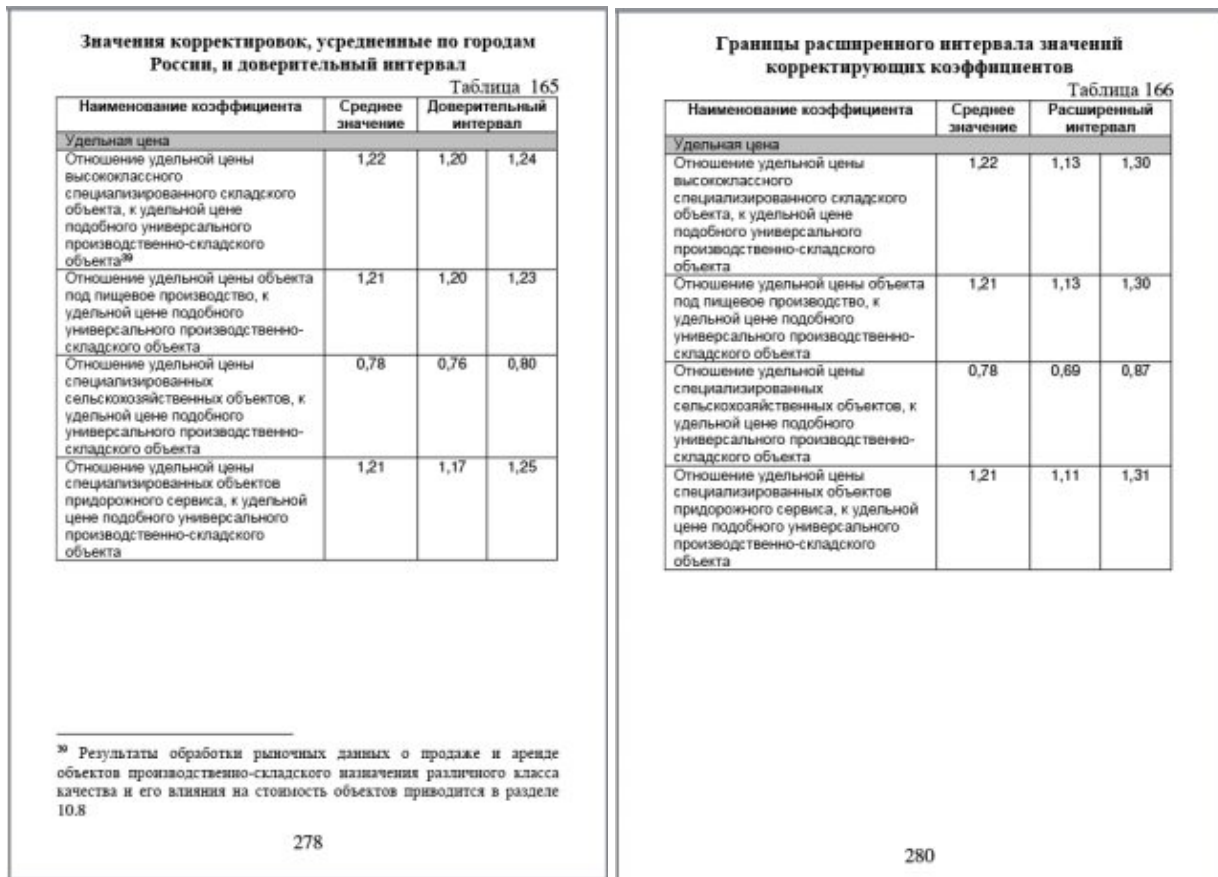 Значения корректировок, усредненные по городам
России, и доверительный интервал
Таблица 165
Наименование коэффициента Среднее значение Доверительный интервал
Удельная цена
Отношение удельной цены 1,22 1,20 1,24
высококлассного
специализированного складского
объекта, к удельной цене
подобного универсального
производственно-складского
объекта³⁹
Отношение удельной цены объекта 1,21 1,20 1,23
под пищевое производство, к
удельной цене подобного
универсального производственно-
складского объекта
Отношение удельной цены 0,78 0,76 0,80
специализированных
сельскохозяйственных объектов, к
удельной цене подобного
универсального производственно-
складского объекта
Отношение удельной цены 1,21 1,17 1,25
специализированных объектов
придорожного сервиса, к удельной
цене подобного универсального
производственно-складского
объекта
³⁹ Результаты обработки рыночных данных о продаже и аренде
объектов производственно-складского назначения различного класса
качества и его влияния на стоимость объектов приводится в разделе
10.8
278
Границы расширенного интервала значений
корректирующих коэффициентов
Таблица 166
Наименование коэффициента Среднее значение Расширенный интервал
Удельная цена
Отношение удельной цены 1,22 1,13 1,30
высококлассного
специализированного складского
объекта, к удельной цене
подобного универсального
производственно-складского
объекта
Отношение удельной цены объекта 1,21 1,13 1,30
под пищевое производство, к
удельной цене подобного
универсального производственно-
складского объекта
Отношение удельной цены 0,78 0,69 0,87
специализированных
сельскохозяйственных объектов, к
удельной цене подобного
универсального производственно-
складского объекта
Отношение удельной цены 1,21 1,11 1,31
специализированных объектов
придорожного сервиса, к удельной
цене подобного универсального
производственно-складского
объекта
280